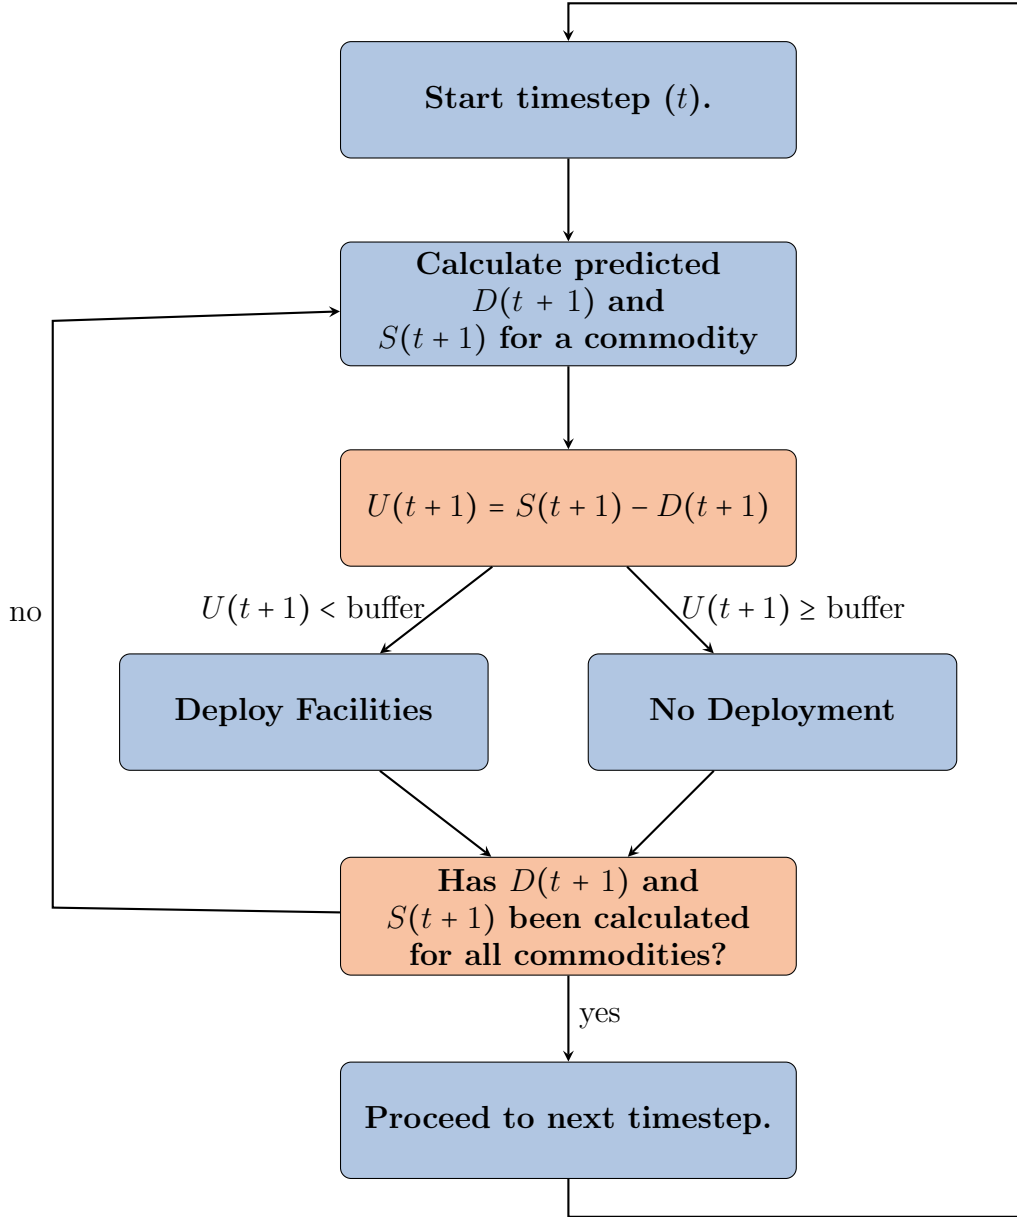 Start timestep (t).
Calculate predicted
D(t + 1) and
S(t + 1) for a commodity
U(t + 1) = S(t + 1) − D(t + 1)
U(t + 1) < buffer
U(t + 1) ≥ buffer
no
Deploy Facilities
No Deployment
Has D(t + 1) and
S(t + 1) been calculated
for all commodities?
yes
Proceed to next timestep.